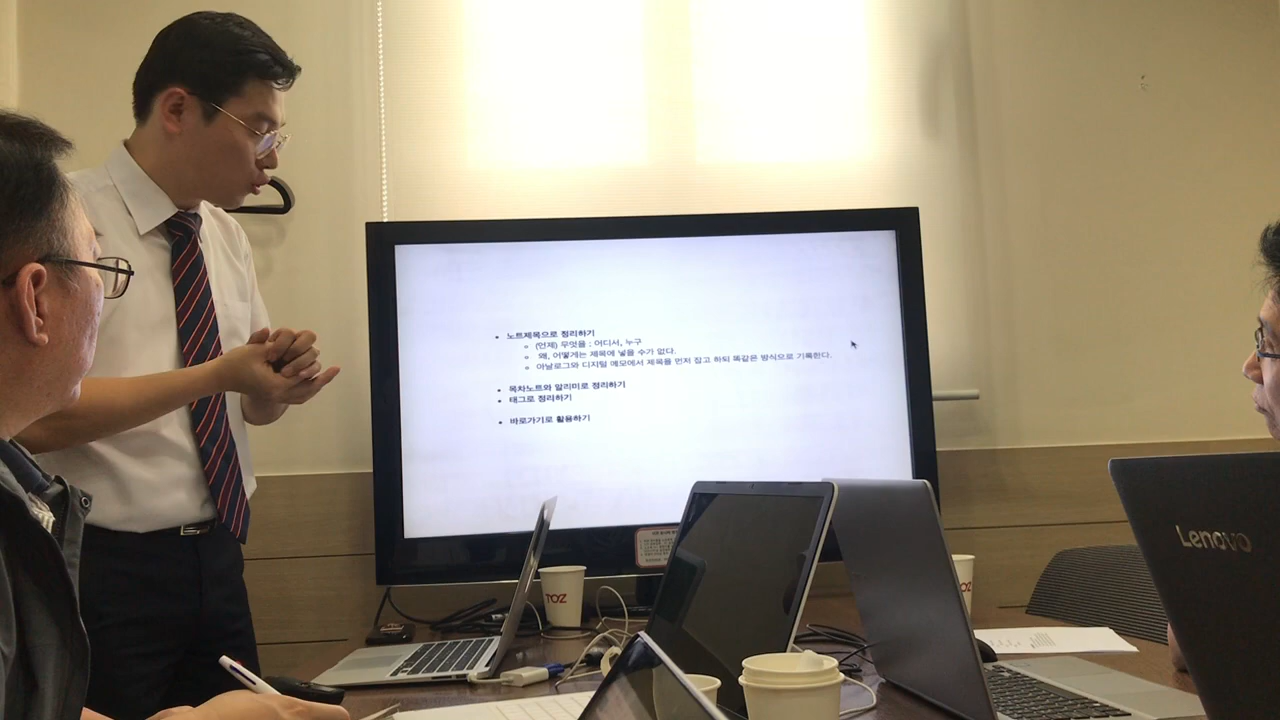 노트제목으로 정리하기
(언제) 무엇을 : 어디서, 누구
왜, 어떻게는 제목에 넣을 수가 없다.
아날로그와 디지털 메모에서 제목을 먼저 잡고 하되 똑같은 방식으로 기록한다.
목차노트와 알리미로 정리하기
태그로 정리하기
바로가기로 활용하기
TOZ
Lenovo